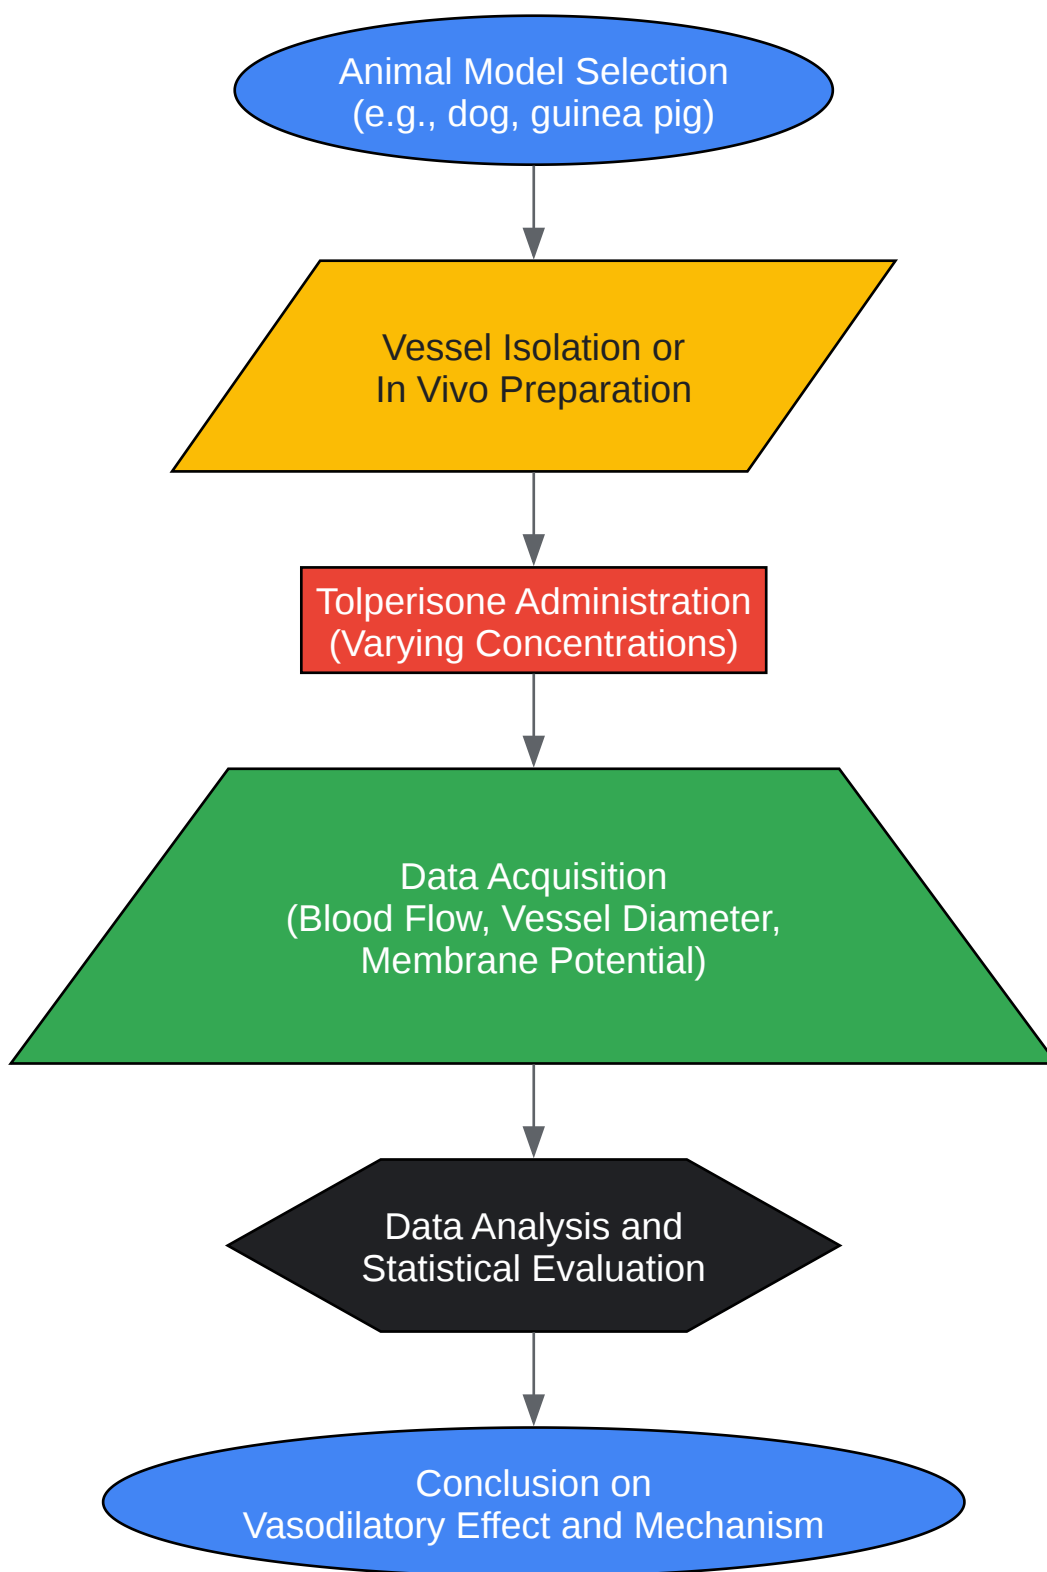 Animal Model Selection
(e.g., dog, guinea pig)
Vessel Isolation or
In Vivo Preparation
Tolperisone Administration
(Varying Concentrations)
Data Acquisition
(Blood Flow, Vessel Diameter,
Membrane Potential)
Data Analysis and
Statistical Evaluation
Conclusion on
Vasodilatory Effect and Mechanism